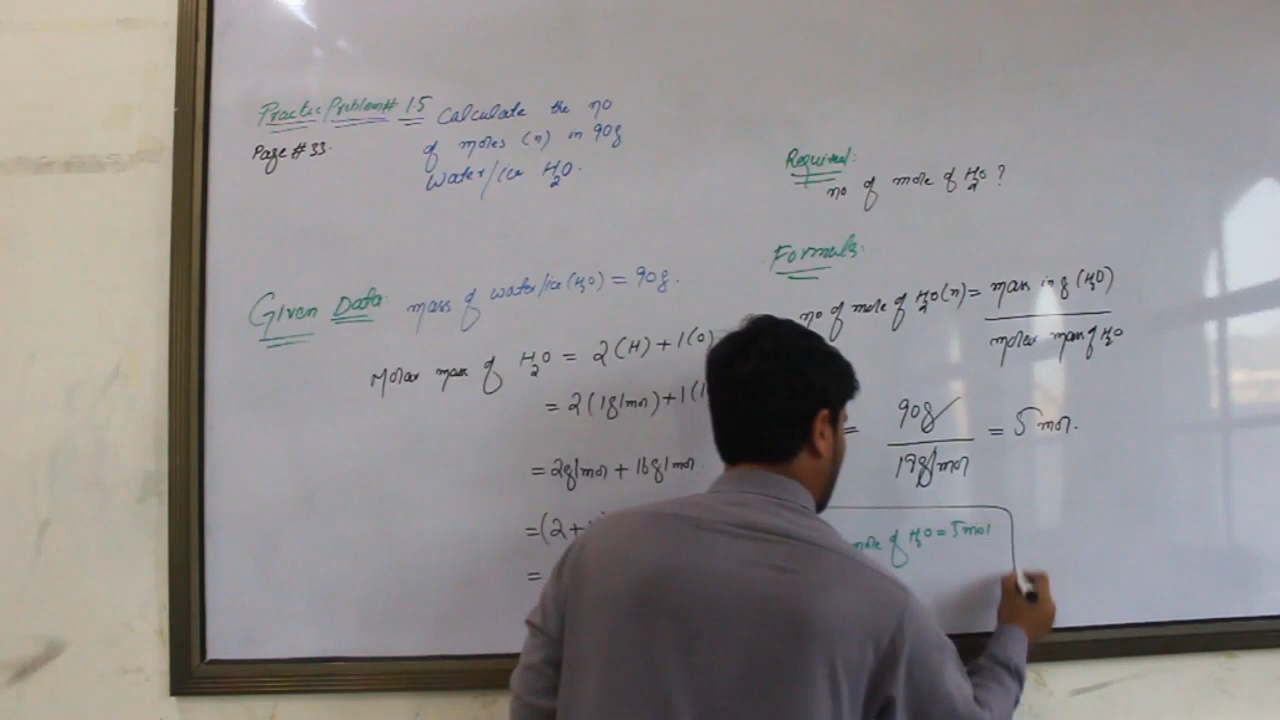 Practice Problem# 1.5 Calculate the no
of moles (n) in 90g
Page # 33.
Water/ice H2O.
Given Data: mass of water/ice (H2O) = 90g.
Molar mass of H2O = 2(H)+1(O)
= 2(1g/mol)+1(1
= 2g/mol + 16g/mol
=(2+
=
Required:
no of mole of H2O ?
Formula:
no of mole of H2O(n) = mass in g (H2O)
molar mass of H2O
= 90g = 5 mol.
18g/mol
mole of H2O = 5mol